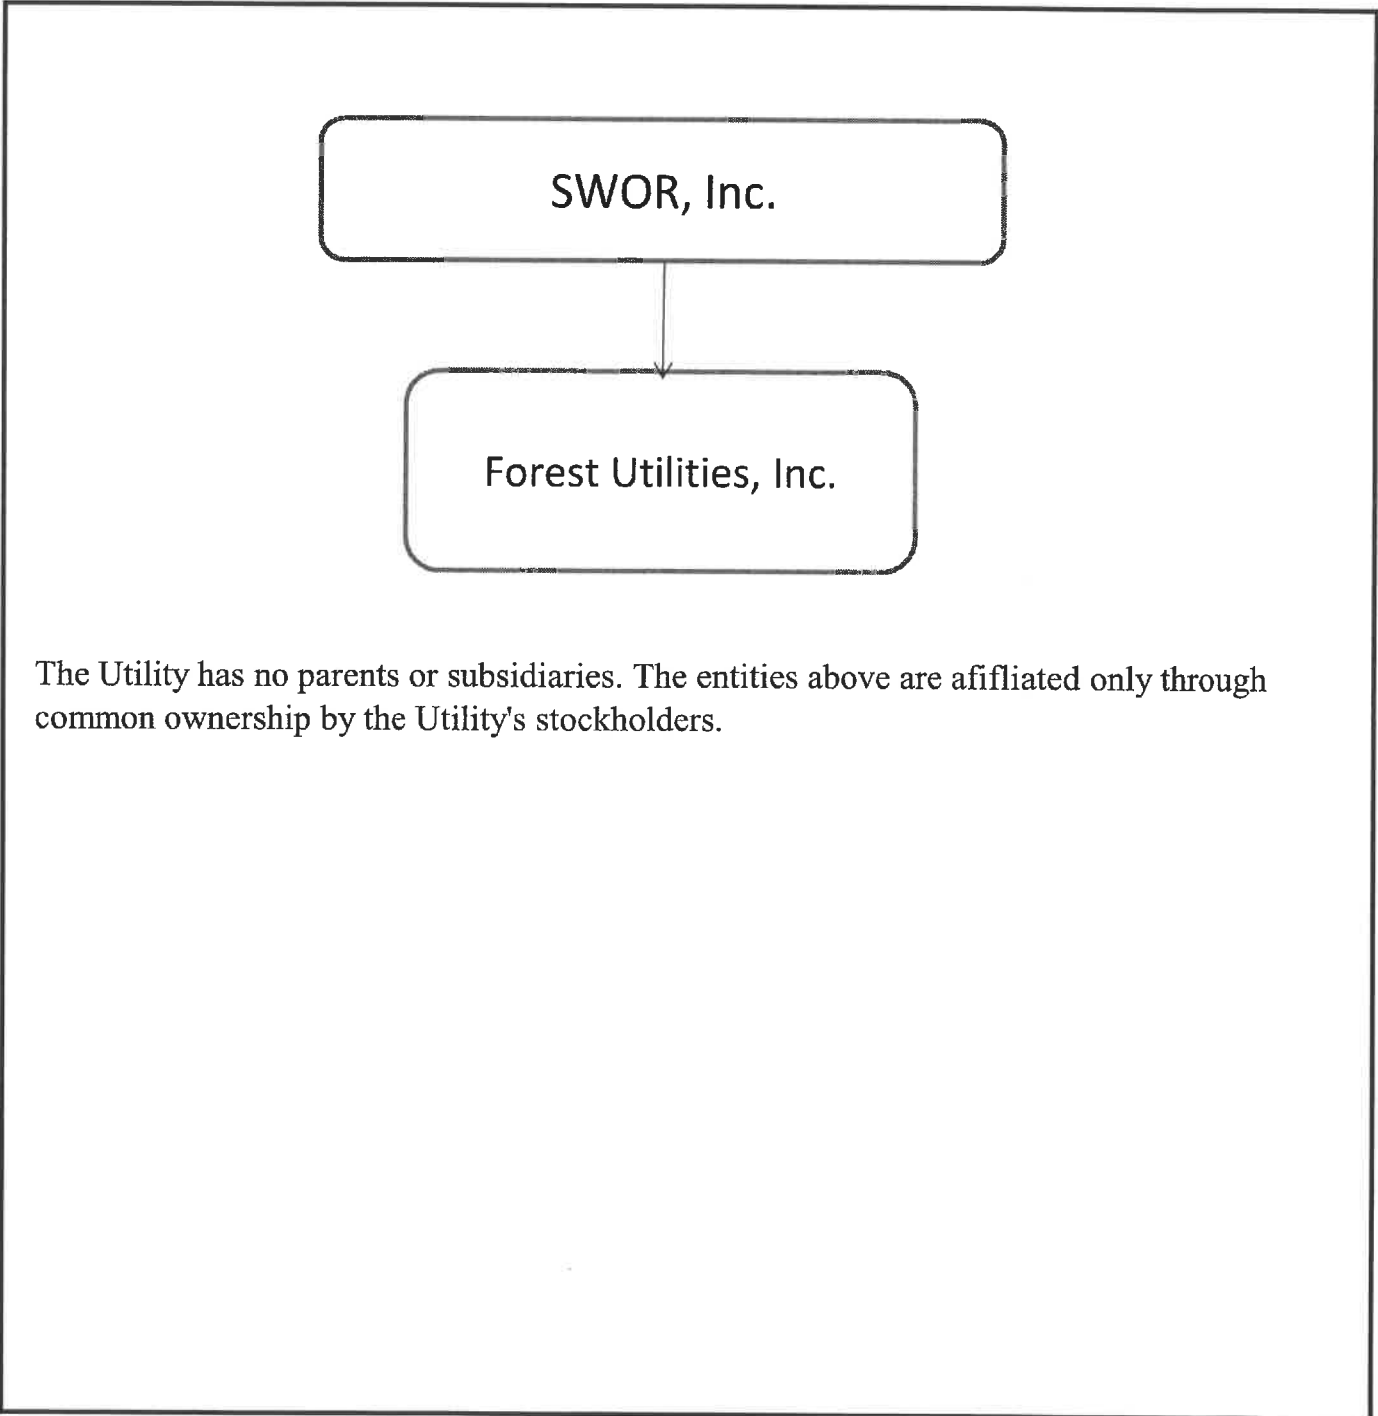 SWOR, Inc.
Forest Utilities, Inc.
The Utility has no parents or subsidiaries. The entities above are afifliated only through
common ownership by the Utility's stockholders.